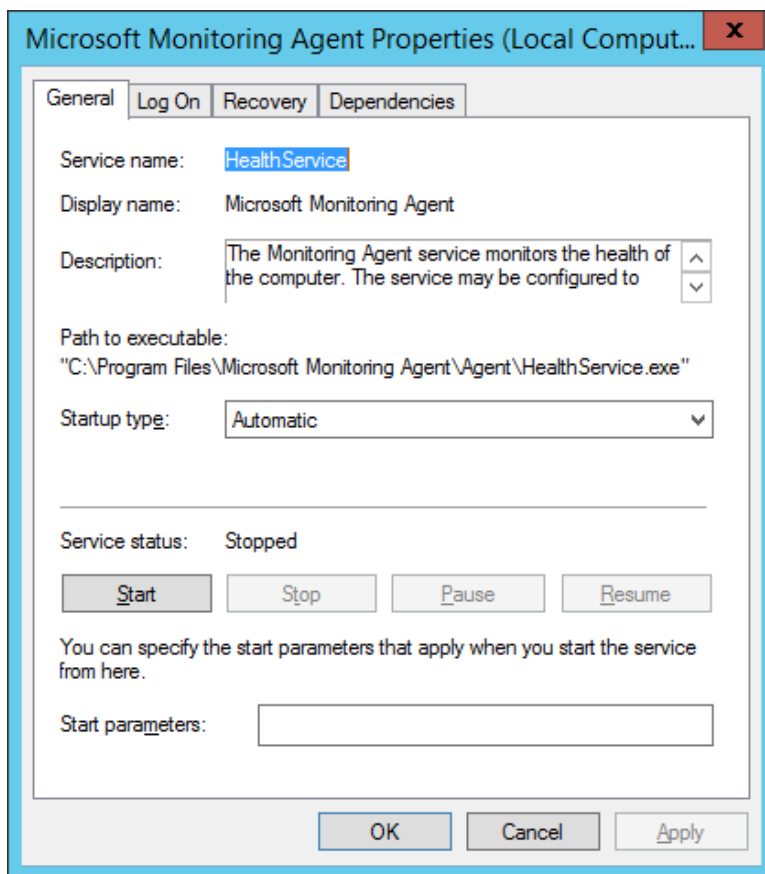 Microsoft Monitoring Agent Properties (Local Comput...
x
General
Log On
Recovery
Dependencies
Service name:
HealthService
Display name:
Microsoft Monitoring Agent
Description:
The Monitoring Agent service monitors the health of
the computer. The service may be configured to
Path to executable:
"C:\Program Files\Microsoft Monitoring Agent\Agent\HealthService.exe"
Startup type:
Automatic
Service status:
Stopped
Start
Stop
Pause
Resume
You can specify the start parameters that apply when you start the service
from here.
Start parameters:
OK
Cancel
Apply